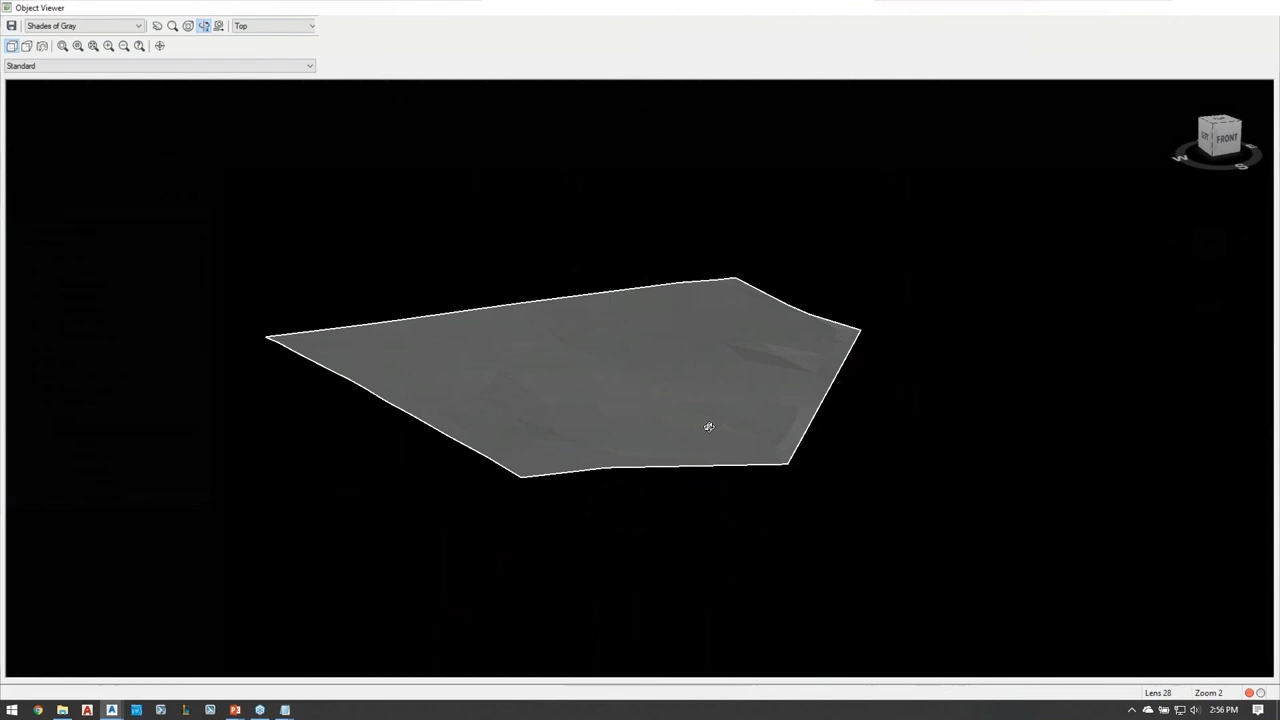 Object Viewer
Shades of Gray
Top
Standard
FRONT
W
S
Lens 28
Zoom 2
2:56 PM